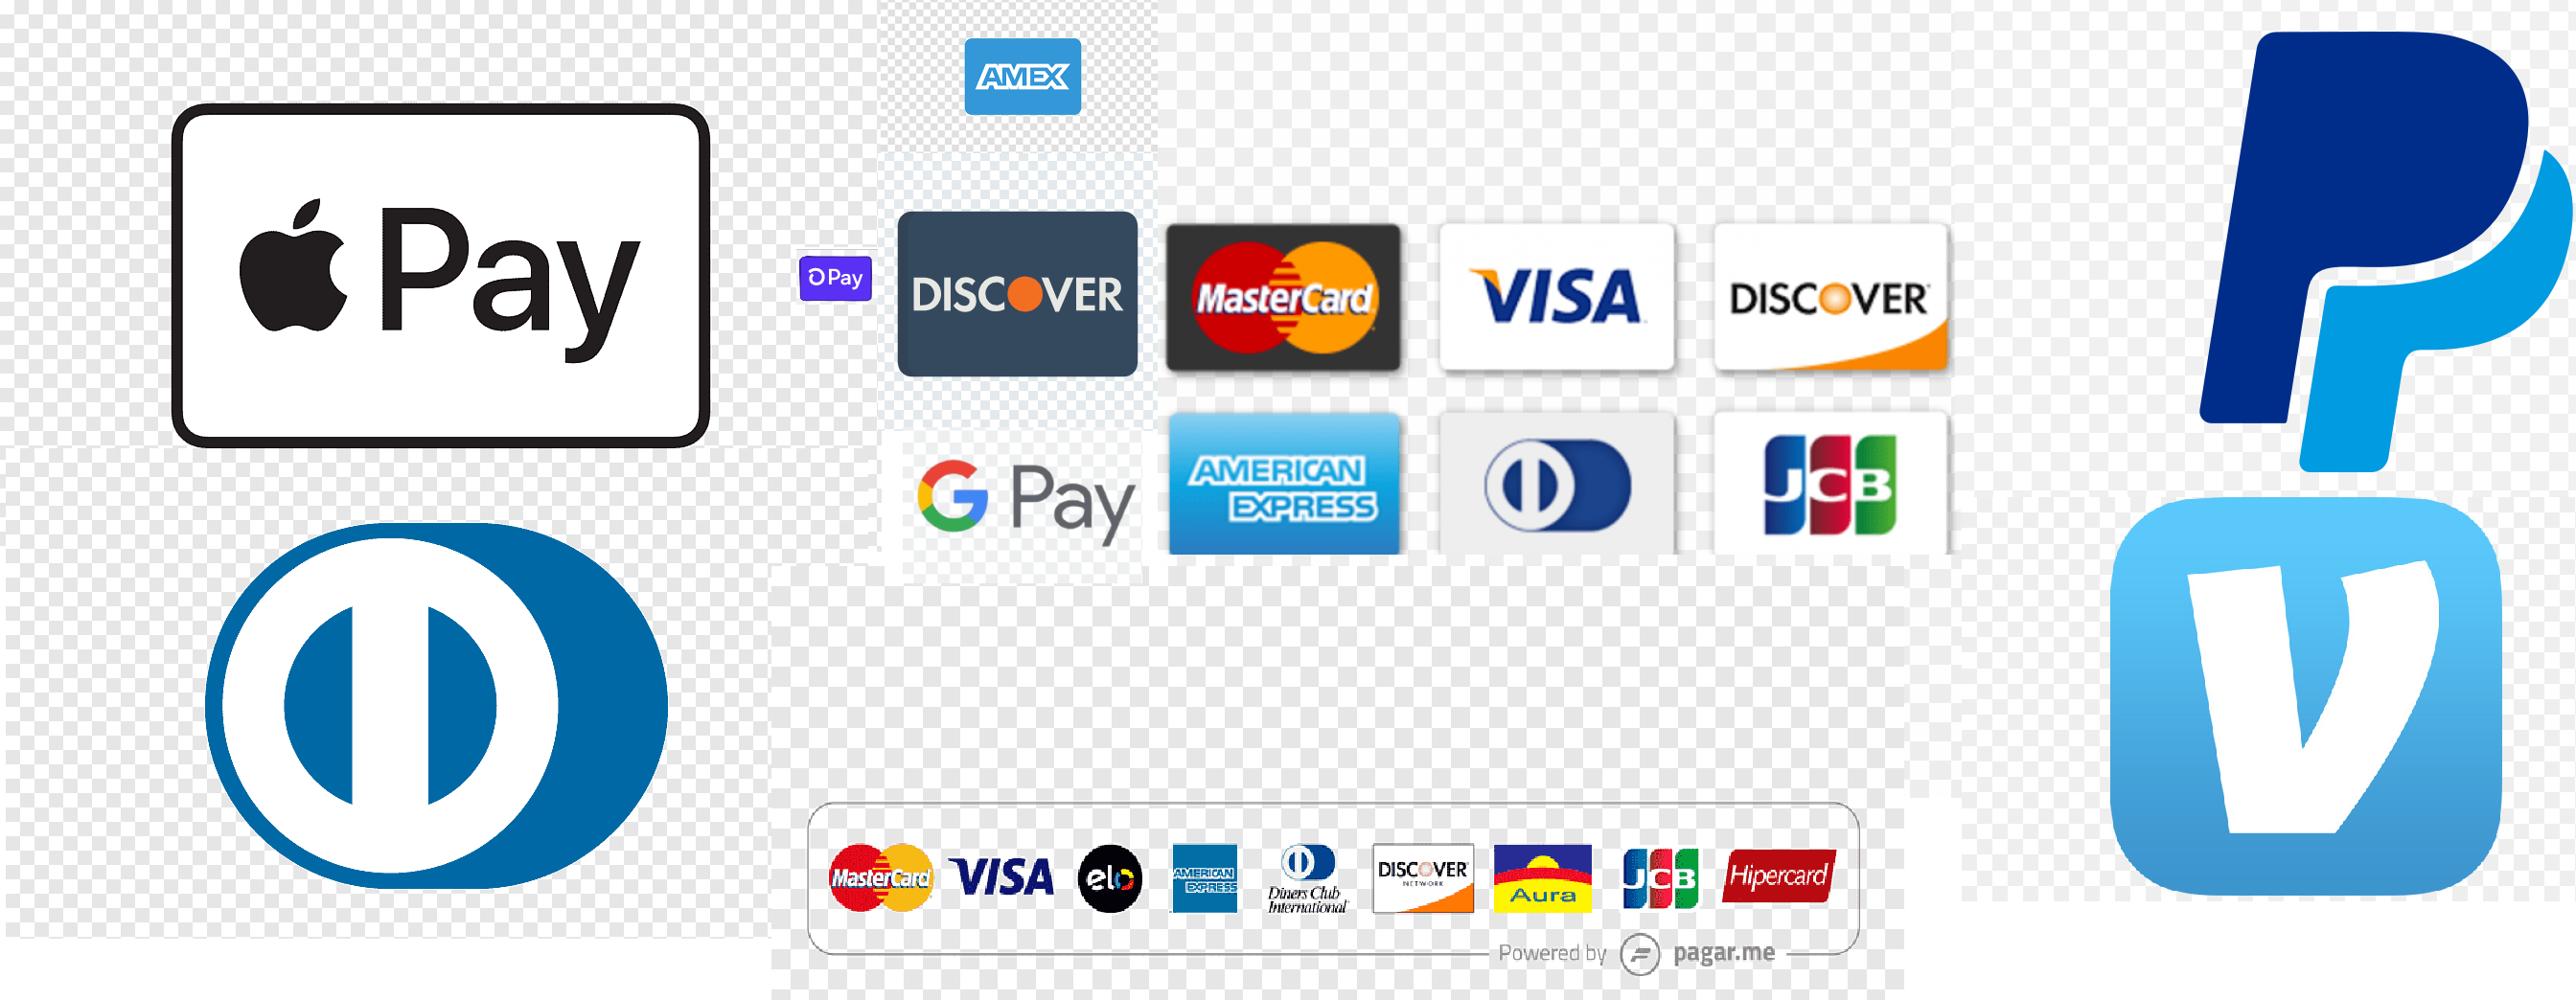 AMEX
Pay
Pay
DISCOVER
MasterCard
VISA
DISCOVER
G Pay
AMERICAN
EXPRESS
JCB
MasterCard
VISA
elo
AMERICAN
EXPRESS
Diners Club
International
DISCOVER
NETWORK
Aura
JCB
Hipercard
Powered by pagar.me